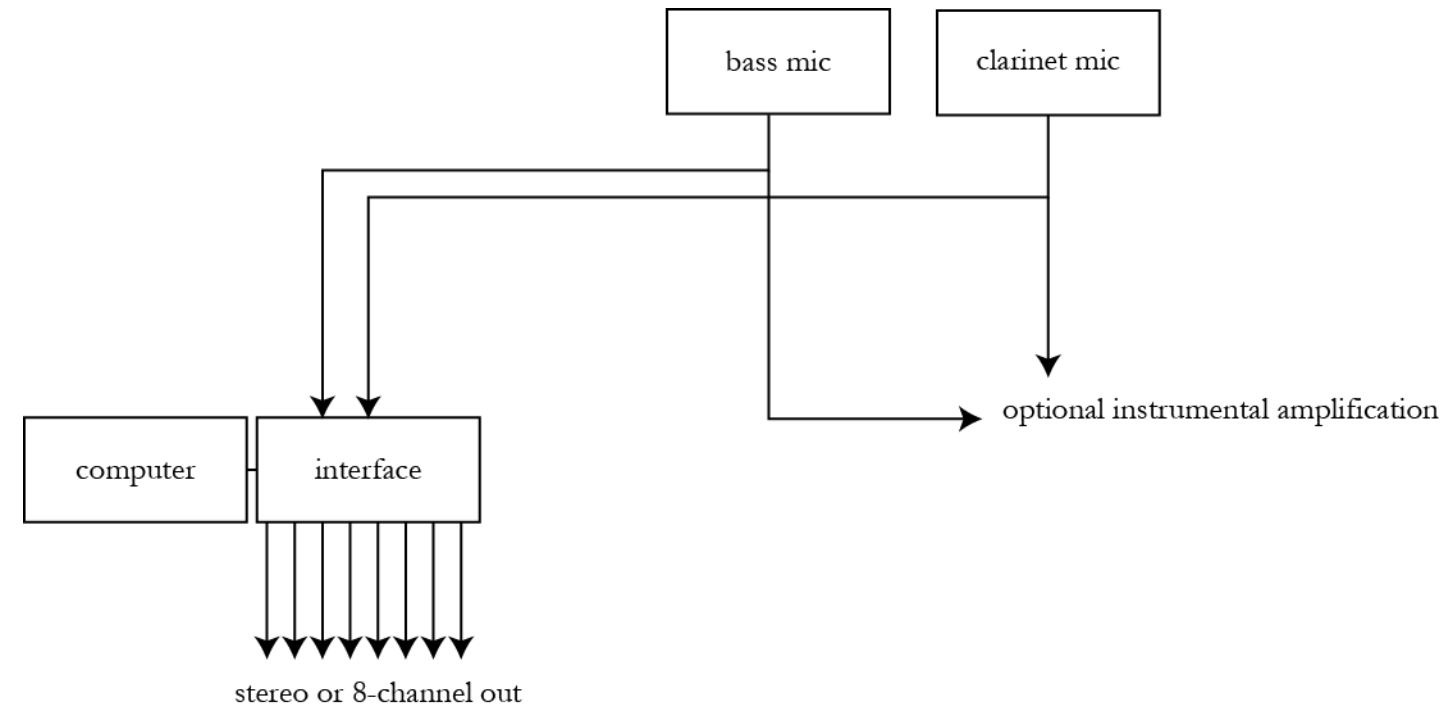 bass mic
clarinet mic
optional instrumental amplification
computer
interface
stereo or 8-channel out